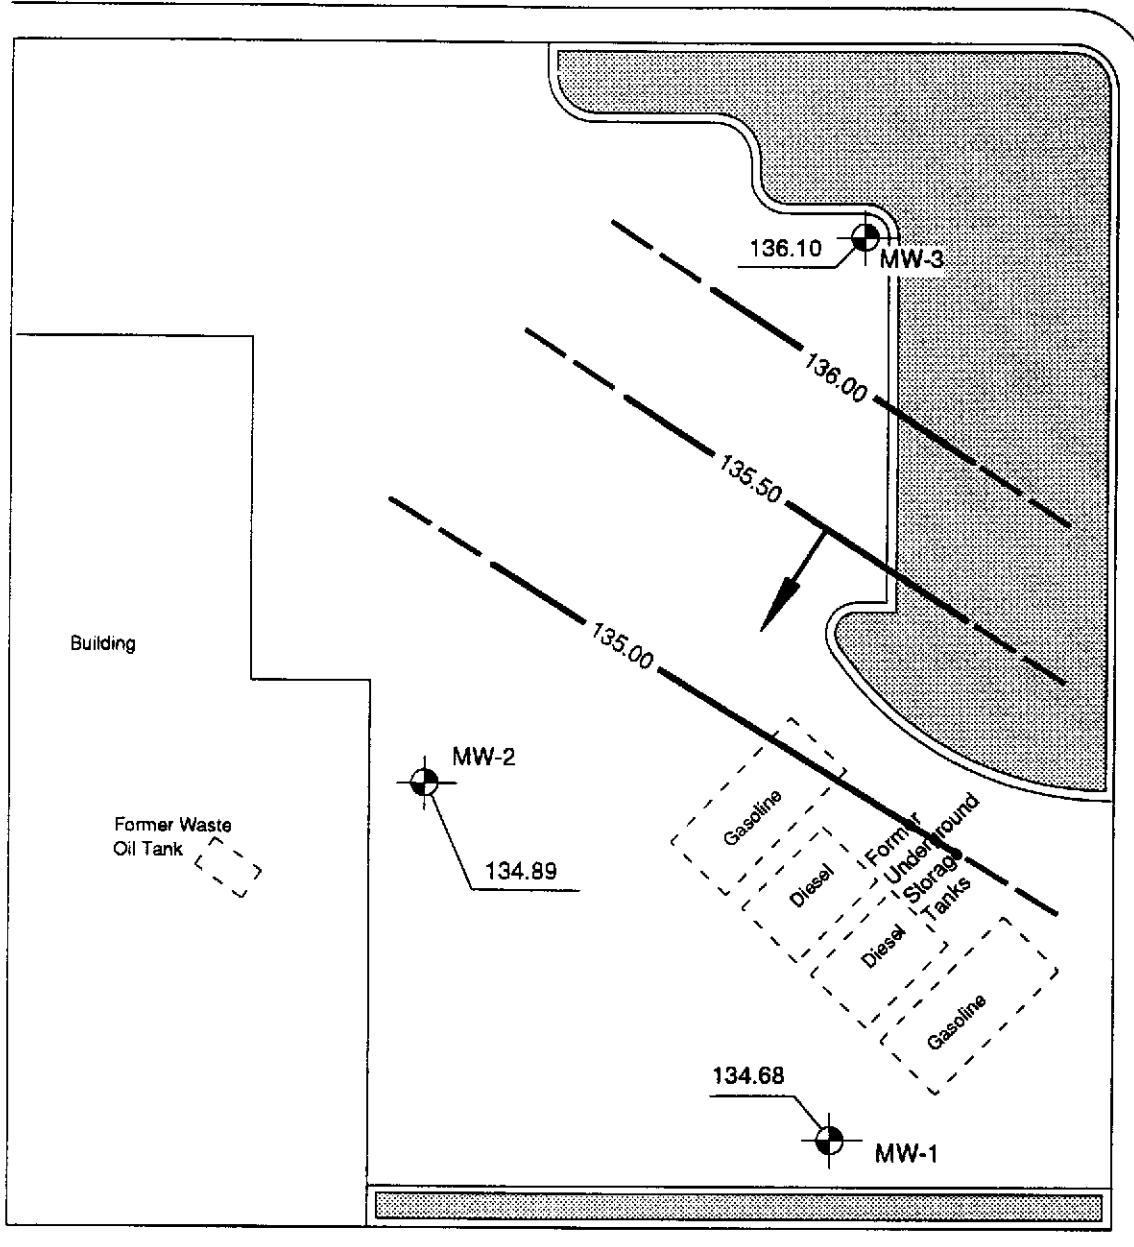 136.10
MW-3
136.00
135.50
135.00
Building
MW-2
Former Waste
Oil Tank
134.89
Gasoline
Diesel
Diesel
Gasoline
Former
Underground
Storage
Tanks
134.68
MW-1